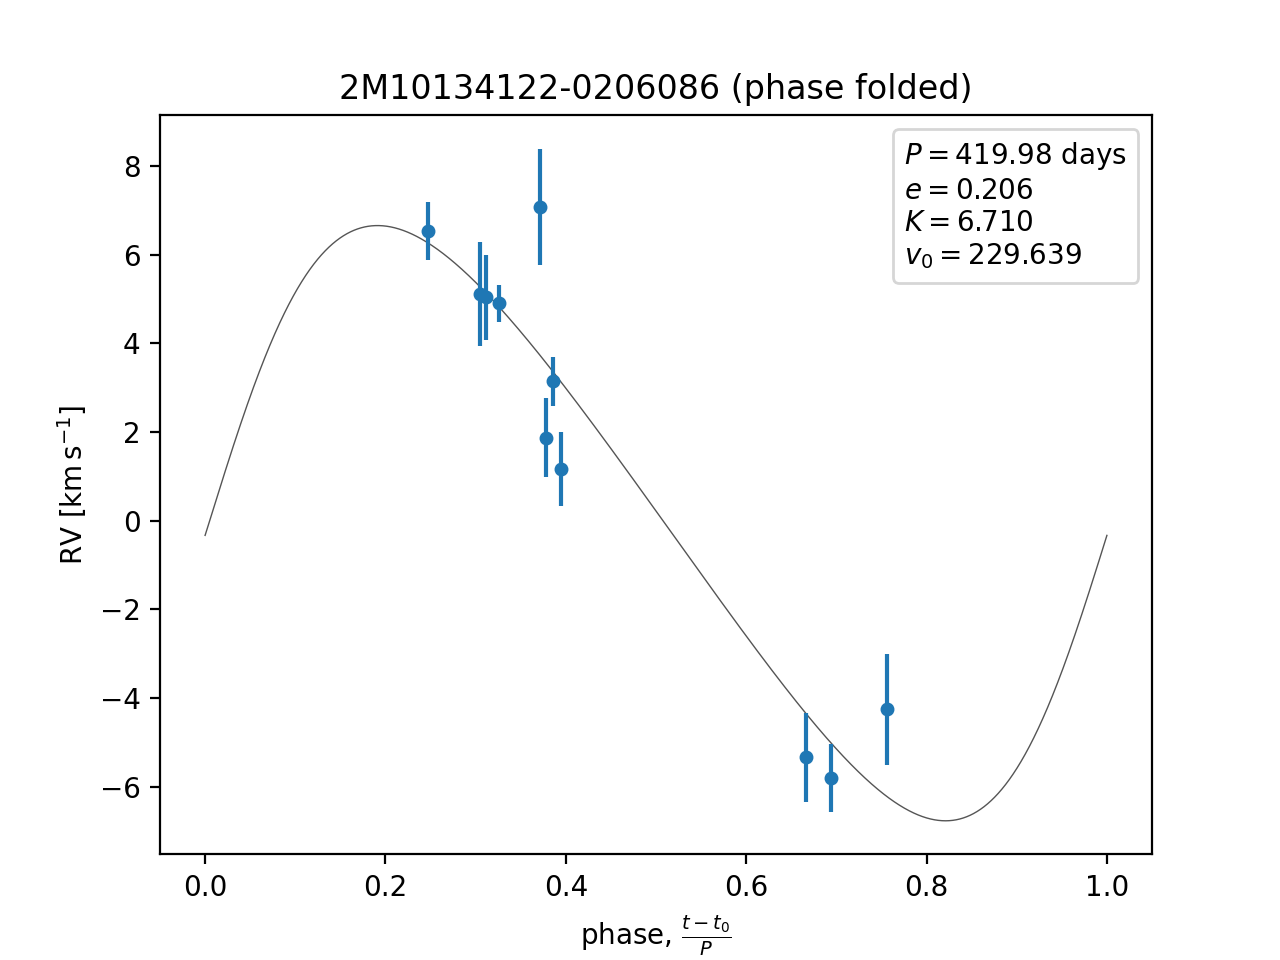 2M10134122-0206086 (phase folded)
P = 419.98 days
e = 0.206
K = 6.710
v₀ = 229.639
RV [km s⁻¹]
8
6
4
2
0
−2
−4
−6
0.0 0.2 0.4 0.6 0.8 1.0
phase, (t − t₀)/P